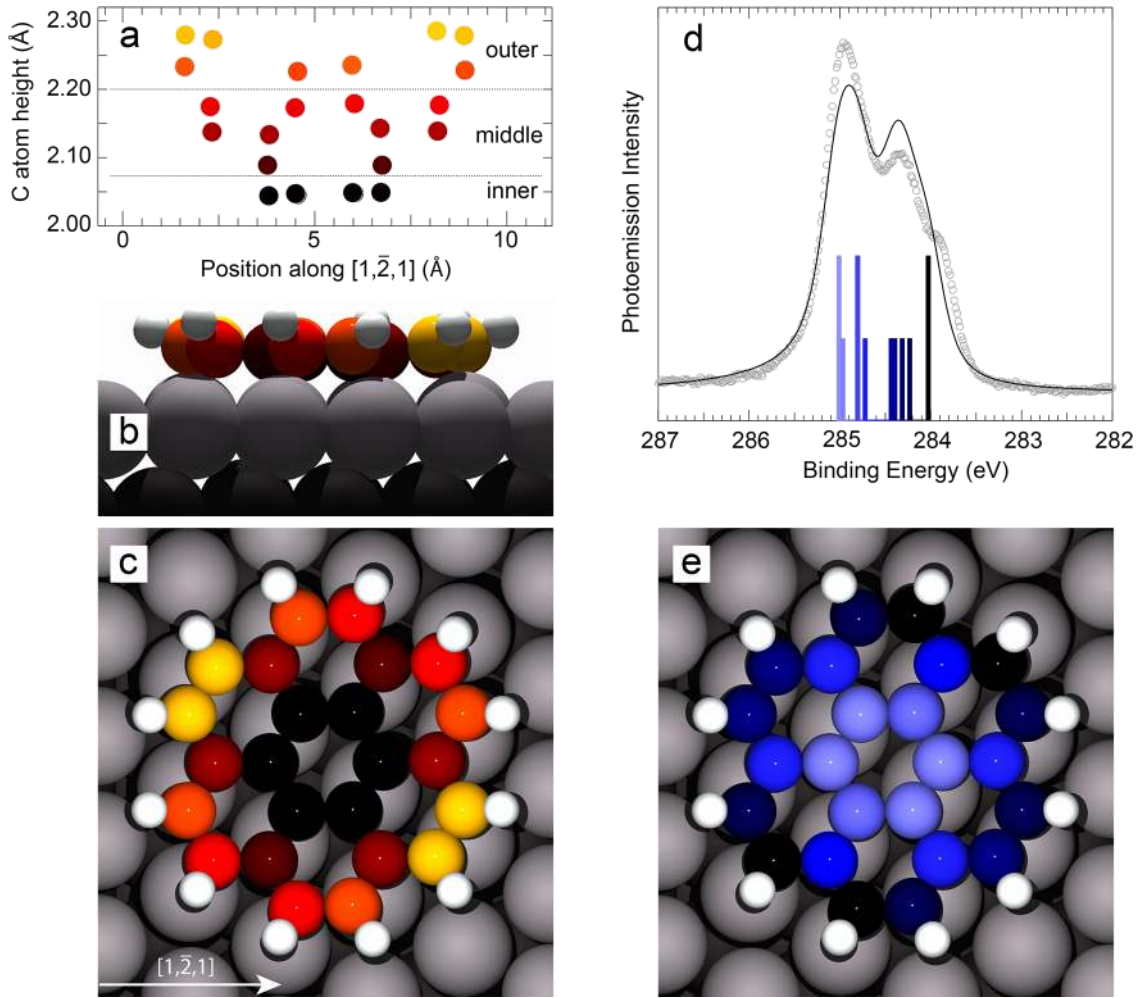 a
C atom height (Å)
2.30
2.20
2.10
2.00
outer
middle
inner
0
5
10
Position along [1,2̅,1] (Å)
b
c
[1,2̅,1]
d
Photoemission Intensity
287
286
285
284
283
282
Binding Energy (eV)
e